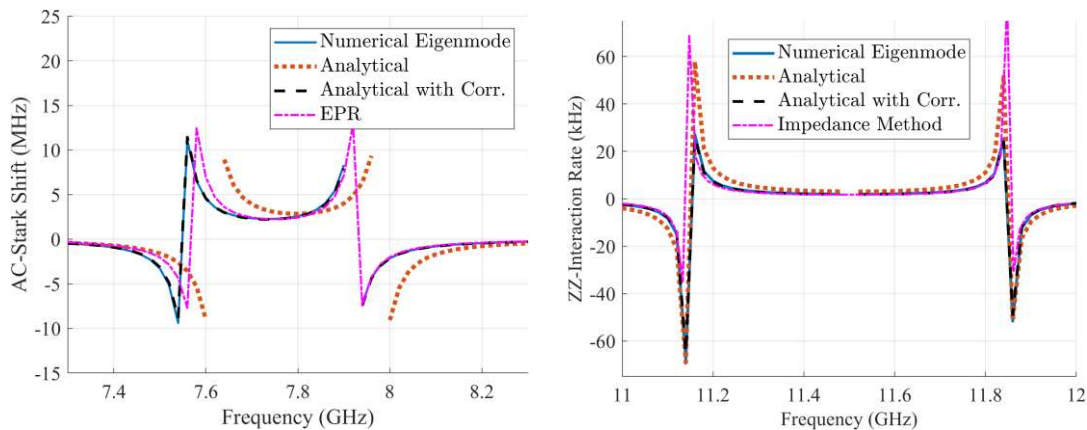 25
20
15
10
5
0
-5
-10
-15
AC-Stark Shift (MHz)
Numerical Eigenmode
Analytical
Analytical with Corr.
EPR
7.4 7.6 7.8 8 8.2
Frequency (GHz)
60
40
20
0
-20
-40
-60
ZZ-Interaction Rate (kHz)
Numerical Eigenmode
Analytical
Analytical with Corr.
Impedance Method
11 11.2 11.4 11.6 11.8 12
Frequency (GHz)